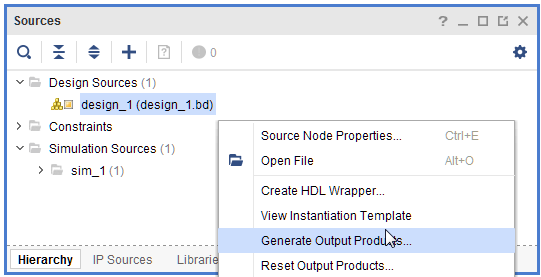 Sources
0
Design Sources (1)
design_1 (design_1.bd)
Constraints
Simulation Sources (1)
sim_1 (1)
Source Node Properties... Ctrl+E
Open File Alt+O
Create HDL Wrapper...
View Instantiation Template
Generate Output Products...
Reset Output Products...
Hierarchy IP Sources Librarie